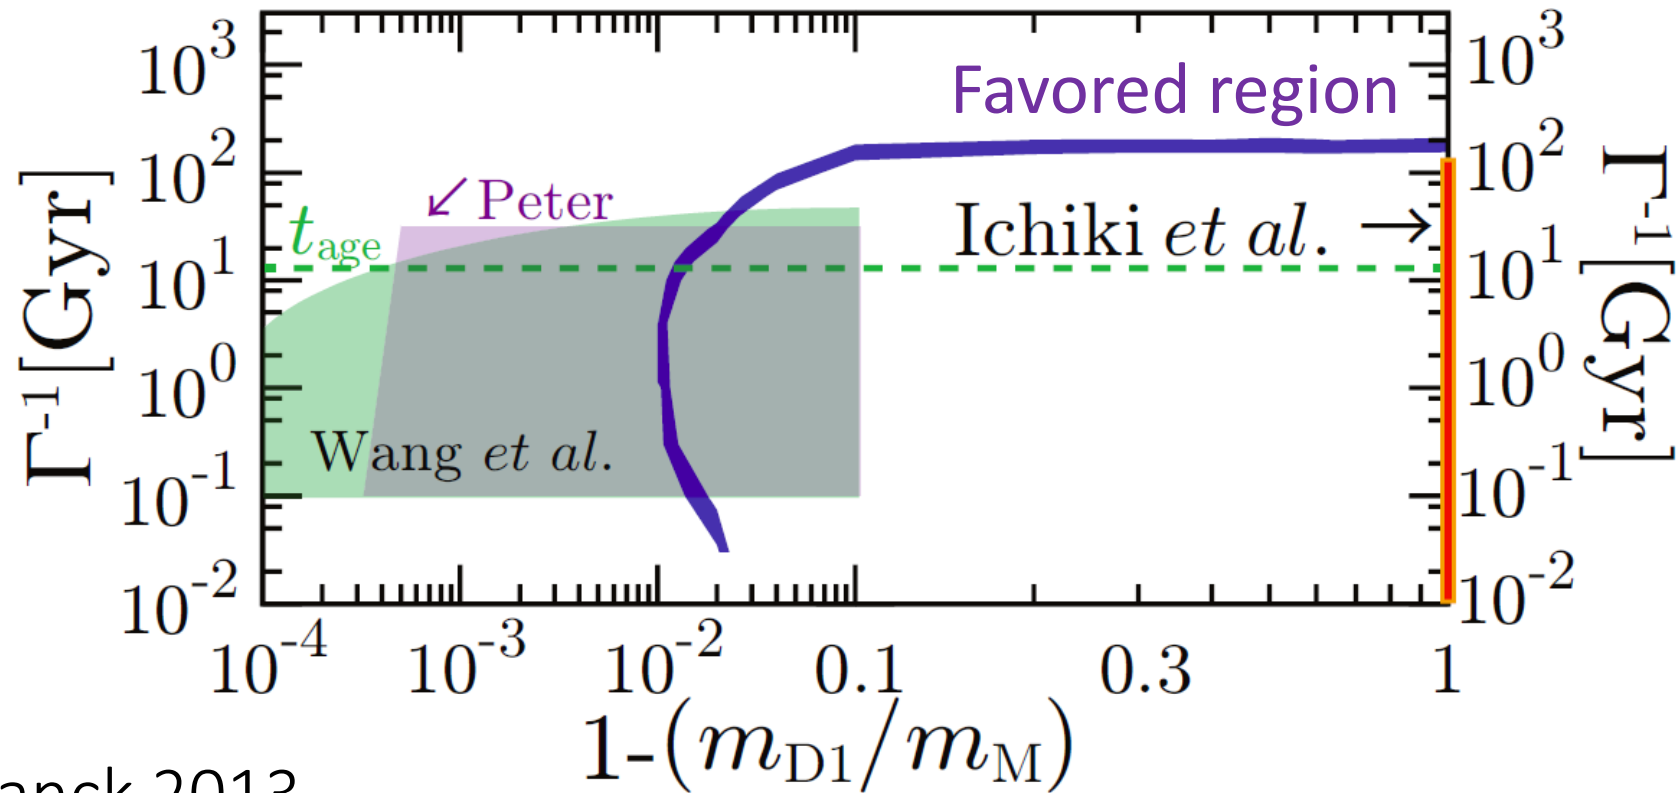 10^3 10^3
Favored region
10^2 10^2
↙Peter
t_age
Ichiki et al. →
10^1 10^1
Γ^-1[Gyr] Γ^-1[Gyr]
10^0 10^0
Wang et al.
10^-1 10^-1
10^-2 10^-2
10^-4 10^-3 10^-2 0.1 0.3 1
1-(m_D1/m_M)
anck 2013